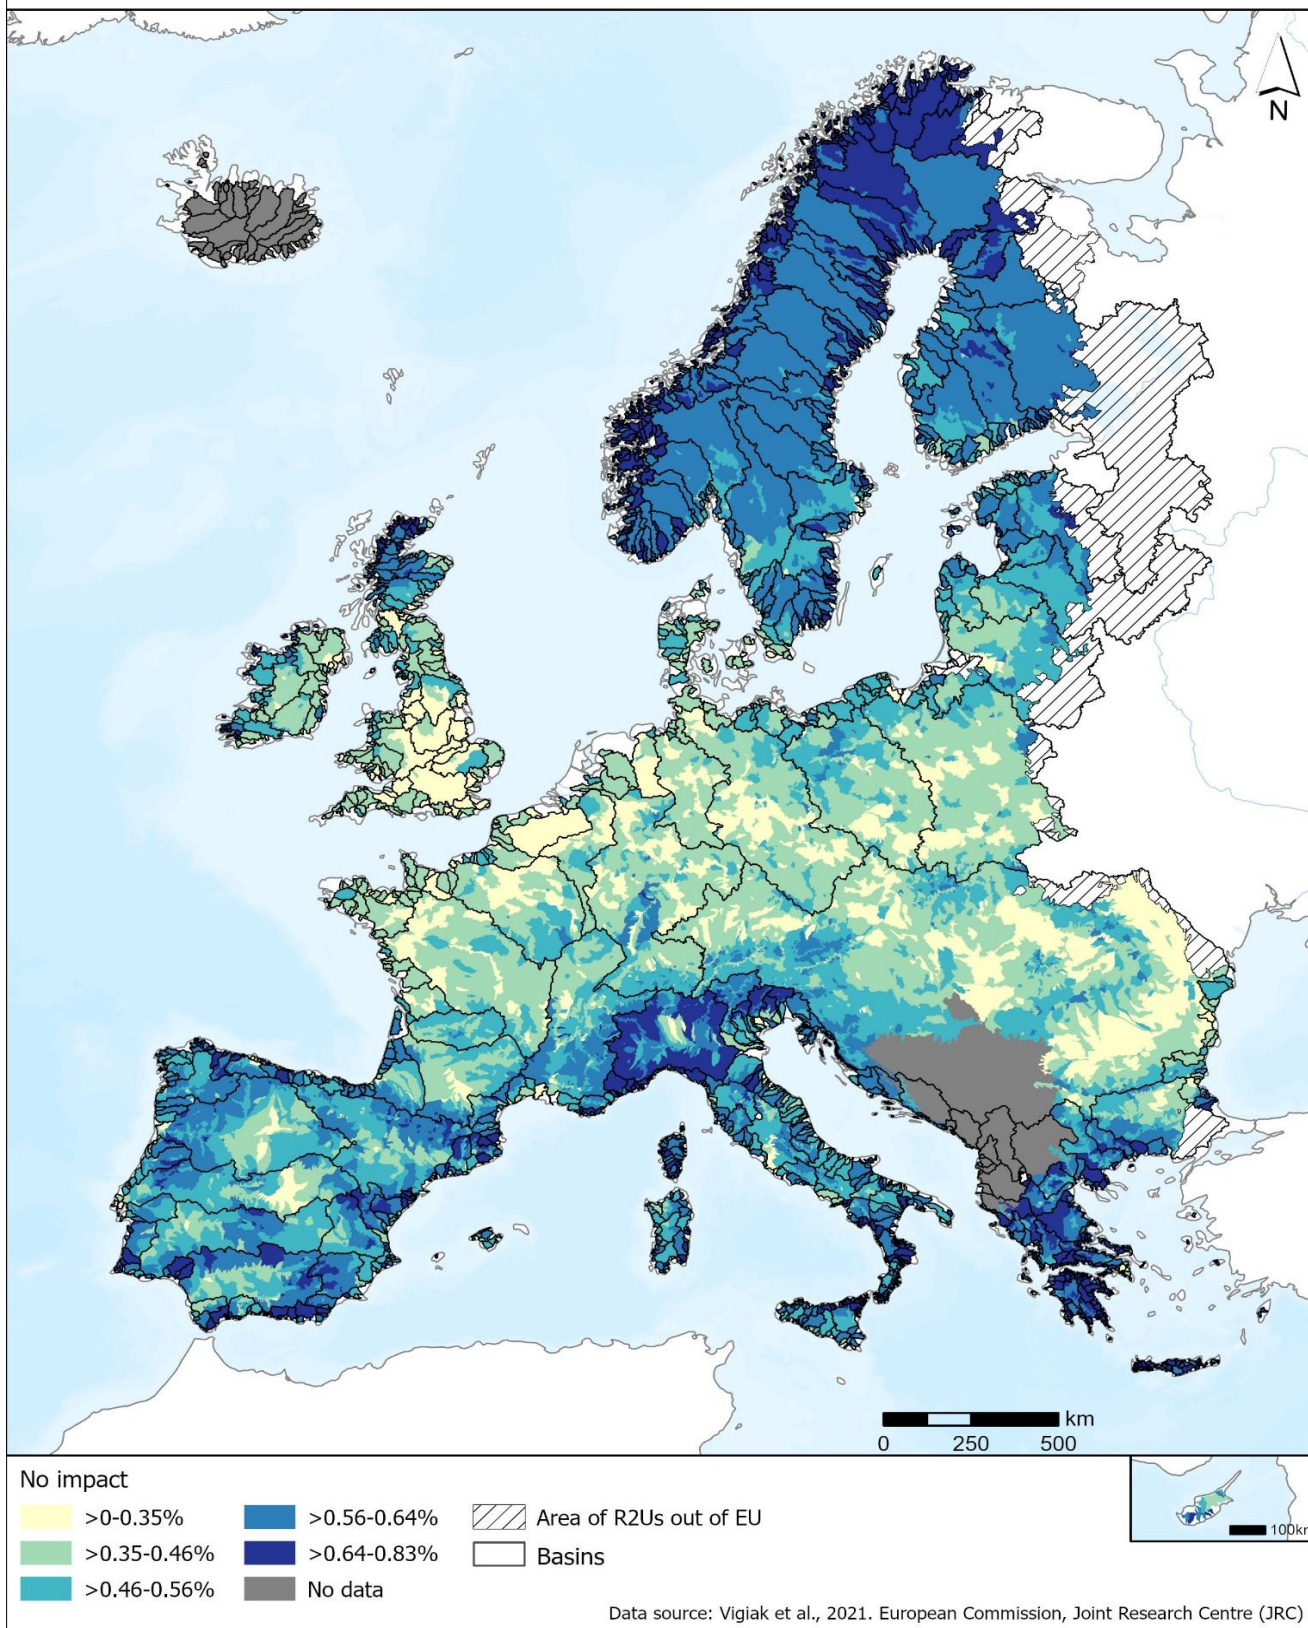 N
km
0 250 500
100km
No impact
>0-0.35%
>0.35-0.46%
>0.46-0.56%
>0.56-0.64%
>0.64-0.83%
No data
Area of R2Us out of EU
Basins
Data source: Vigiak et al., 2021. European Commission, Joint Research Centre (JRC)